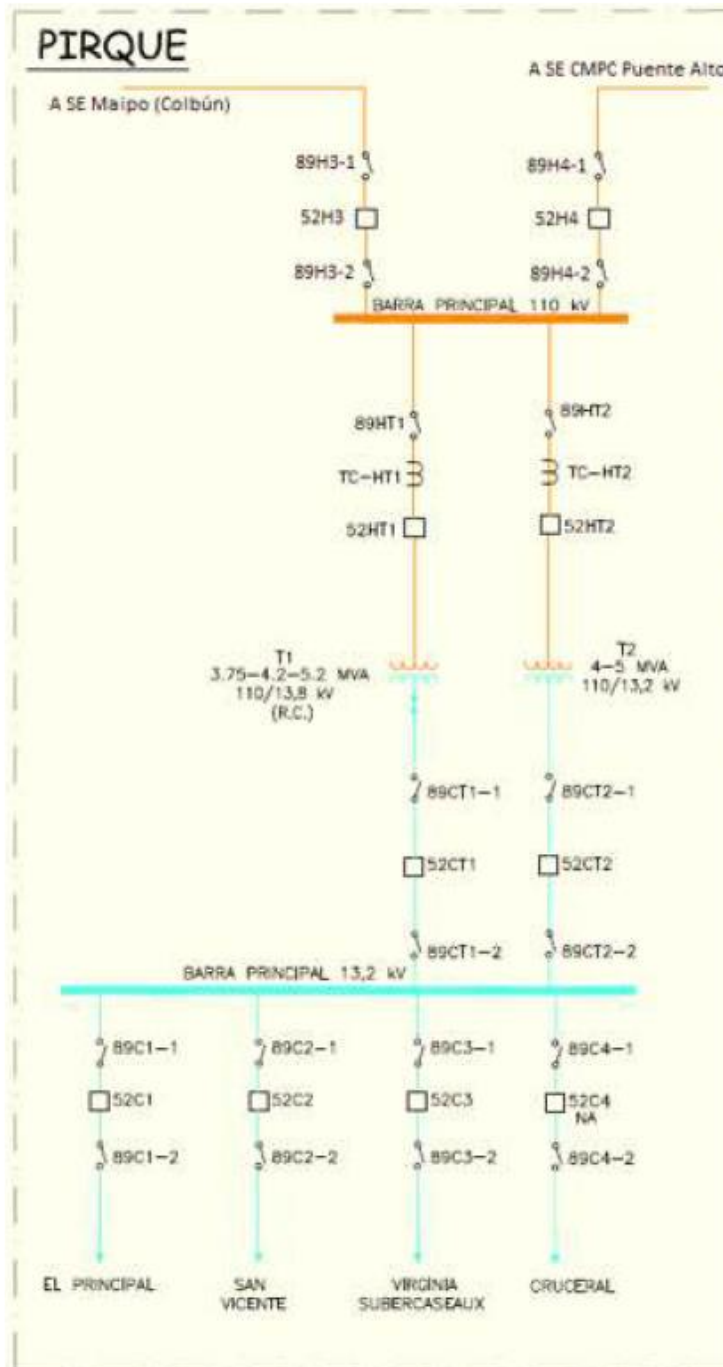 PIRQUE
A SE CMPC Puente Alto
A SE Maipo (Colbún)
89H3-1
89H4-1
52H3
52H4
89H3-2
89H4-2
BARRA PRINCIPAL 110 kV
89HT1
89HT2
TC-HT1
TC-HT2
52HT1
52HT2
T1
3.75-4.2-5.2 MVA
110/13,8 kV
(R.C.)
T2
4-5 MVA
110/13,2 kV
89CT1-1
89CT2-1
52CT1
52CT2
89CT1-2
89CT2-2
BARRA PRINCIPAL 13,2 kV
89C1-1
89C2-1
89C3-1
89C4-1
52C1
52C2
52C3
52C4
NA
89C1-2
89C2-2
89C3-2
89C4-2
EL PRINCIPAL
SAN
VICENTE
VIRGINIA
SUBERCASEAUX
CRUCERAL